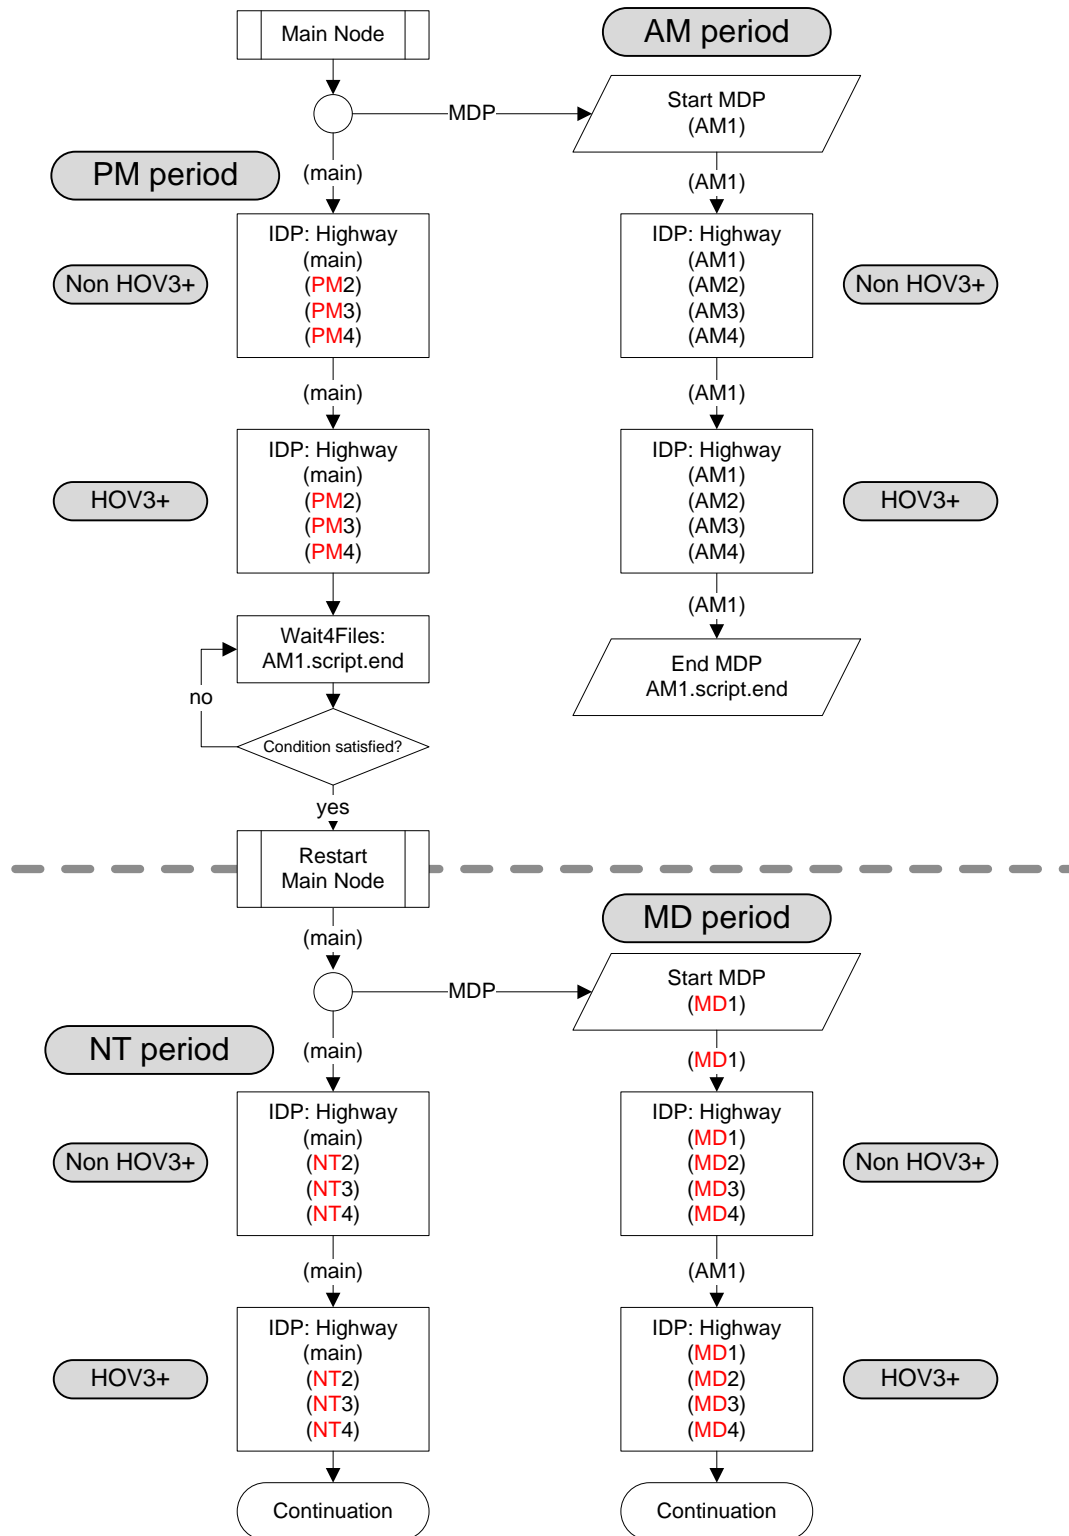 Main Node
AM period
MDP
Start MDP
(AM1)
PM period
(main)
(AM1)
IDP: Highway
(main)
(PM2)
(PM3)
(PM4)
Non HOV3+
IDP: Highway
(AM1)
(AM2)
(AM3)
(AM4)
Non HOV3+
(main)
(AM1)
IDP: Highway
(main)
(PM2)
(PM3)
(PM4)
HOV3+
IDP: Highway
(AM1)
(AM2)
(AM3)
(AM4)
HOV3+
(AM1)
Wait4Files:
AM1.script.end
End MDP
AM1.script.end
no
Condition satisfied?
yes
Restart
Main Node
MD period
(main)
MDP
Start MDP
(MD1)
NT period
(main)
(MD1)
IDP: Highway
(main)
(NT2)
(NT3)
(NT4)
Non HOV3+
IDP: Highway
(MD1)
(MD2)
(MD3)
(MD4)
Non HOV3+
(main)
(AM1)
IDP: Highway
(main)
(NT2)
(NT3)
(NT4)
HOV3+
IDP: Highway
(MD1)
(MD2)
(MD3)
(MD4)
HOV3+
Continuation
Continuation